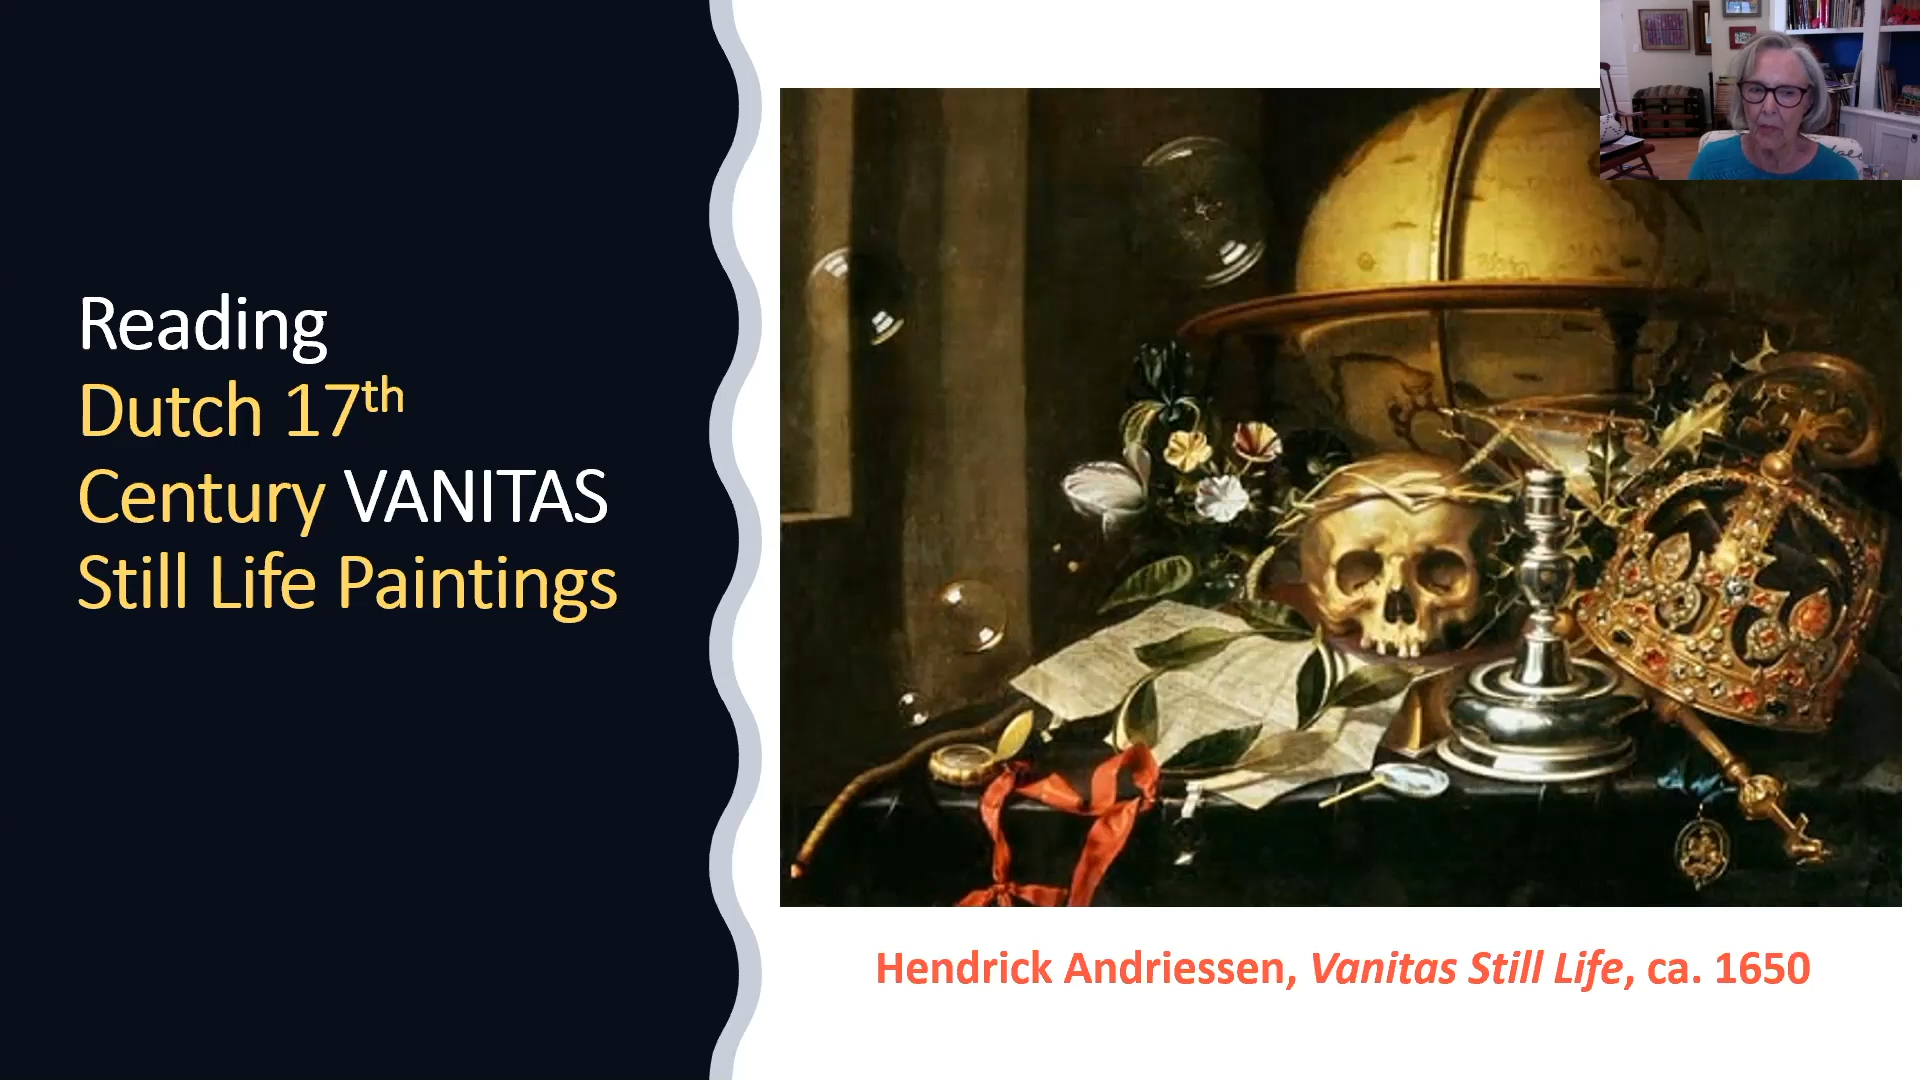 Reading
Dutch 17th
Century VANITAS
Still Life Paintings
Hendrick Andriessen, Vanitas Still Life, ca. 1650